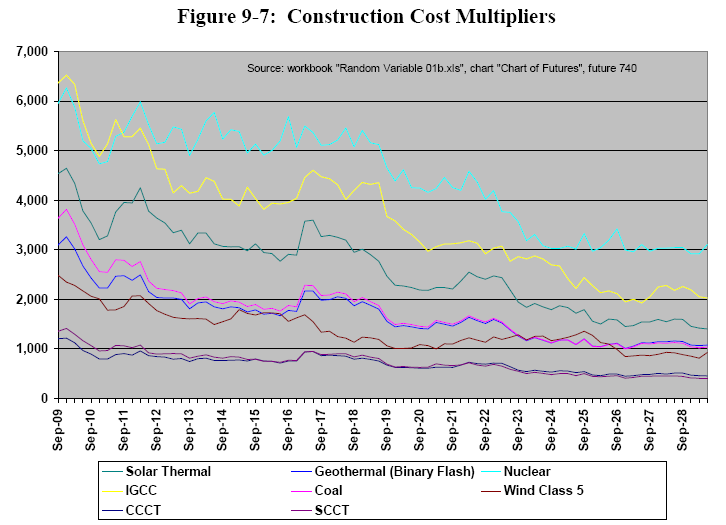 Figure 9-7: Construction Cost Multipliers
Source: workbook "Random Variable 01b.xls", chart "Chart of Futures", future 740
7,000
6,000
5,000
4,000
3,000
2,000
1,000
0
Sep-09
Sep-10
Sep-11
Sep-12
Sep-13
Sep-14
Sep-15
Sep-16
Sep-17
Sep-18
Sep-19
Sep-20
Sep-21
Sep-22
Sep-23
Sep-24
Sep-25
Sep-26
Sep-27
Sep-28
Solar Thermal Geothermal (Binary Flash) Nuclear
IGCC Coal Wind Class 5
CCCT SCCT